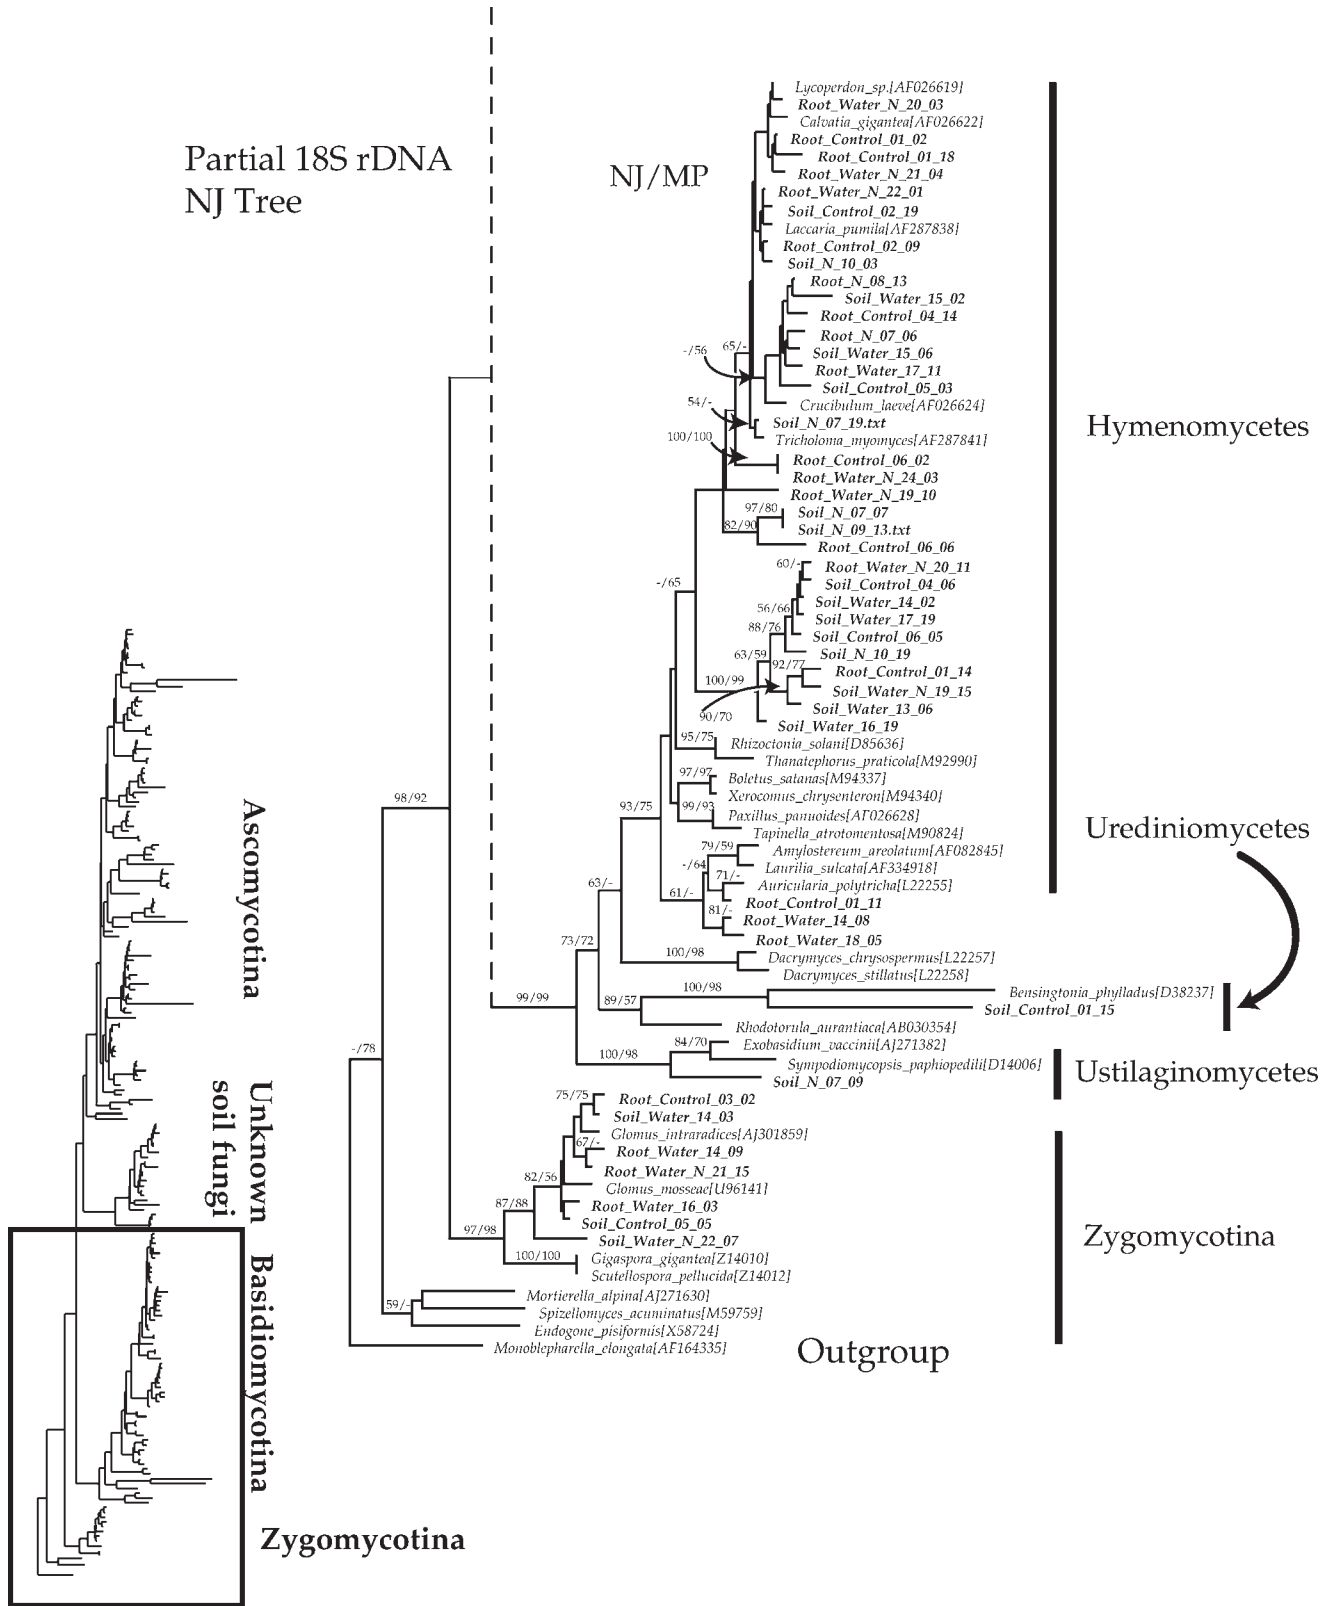 Partial 18S rDNA
NJ Tree
NJ/MP
Lycoperdon_sp.[AF026619]
Root_Water_N_20_03
Calvatia_gigantea[AF026622]
Root_Control_01_02
Root_Control_01_18
Root_Water_N_21_04
Root_Water_N_22_01
Soil_Control_02_19
Laccaria_pumila[AF287838]
Root_Control_02_09
Soil_N_10_03
Root_N_08_13
Soil_Water_15_02
Root_Control_04_14
Root_N_07_06
Soil_Water_15_06
Root_Water_17_11
Soil_Control_05_03
Crucibulum_laeve[AF026624]
Soil_N_07_19.txt
Tricholoma_myomyces[AF287841]
Root_Control_06_02
Root_Water_N_24_03
Root_Water_N_19_10
Soil_N_07_07
Soil_N_09_13.txt
Root_Control_06_06
Root_Water_N_20_11
Soil_Control_04_06
Soil_Water_14_02
Soil_Water_17_19
Soil_Control_06_05
Soil_N_10_19
Root_Control_01_14
Soil_Water_N_19_15
Soil_Water_13_06
Soil_Water_16_19
Rhizoctonia_solani[D85636]
Thanatephorus_praticola[M92990]
Boletus_satanas[M94337]
Xerocomus_chrysenteron[M94340]
Paxillus_panuoides[AF026628]
Tapinella_atrotomentosa[M90824]
Amylostereum_areolatum[AF082845]
Laurilia_sulcata[AF334918]
Auricularia_polytricha[L22255]
Root_Control_01_11
Root_Water_14_08
Root_Water_18_05
Dacrymyces_chrysospermus[L22257]
Dacrymyces_stillatus[L22258]
Bensingtonia_phylladus[D38237]
Soil_Control_01_15
Rhodotorula_aurantiaca[AB030354]
Exobasidium_vaccinii[AJ271382]
Sympodiomycopsis_paphiopedili[D14006]
Soil_N_07_09
Root_Control_03_02
Soil_Water_14_03
Glomus_intraradices[AJ301859]
Root_Water_14_09
Root_Water_N_21_15
Glomus_mosseae[U96141]
Root_Water_16_03
Soil_Control_05_05
Soil_Water_N_22_07
Gigaspora_gigantea[Z14010]
Scutellospora_pellucida[Z14012]
Mortierella_alpina[AJ271630]
Spizellomyces_acuminatus[M59759]
Endogone_pisiformis[X58724]
Monoblepharella_elongata[AF164335]
Outgroup
-/56
65/-
54/-
100/100
97/80
82/90
60/-
-/65
56/66
88/76
63/59
92/77
100/99
90/70
95/75
97/97
99/93
93/75
79/59
-/64
71/-
61/-
81/-
63/-
73/72
100/98
100/98
99/99
89/57
84/70
100/98
98/92
-/78
75/75
67/-
82/56
87/88
97/98
100/100
59/-
Hymenomycetes
Urediniomycetes
Ustilaginomycetes
Zygomycotina
Ascomycotina
Unknown
soil fungi
Basidiomycotina
Zygomycotina